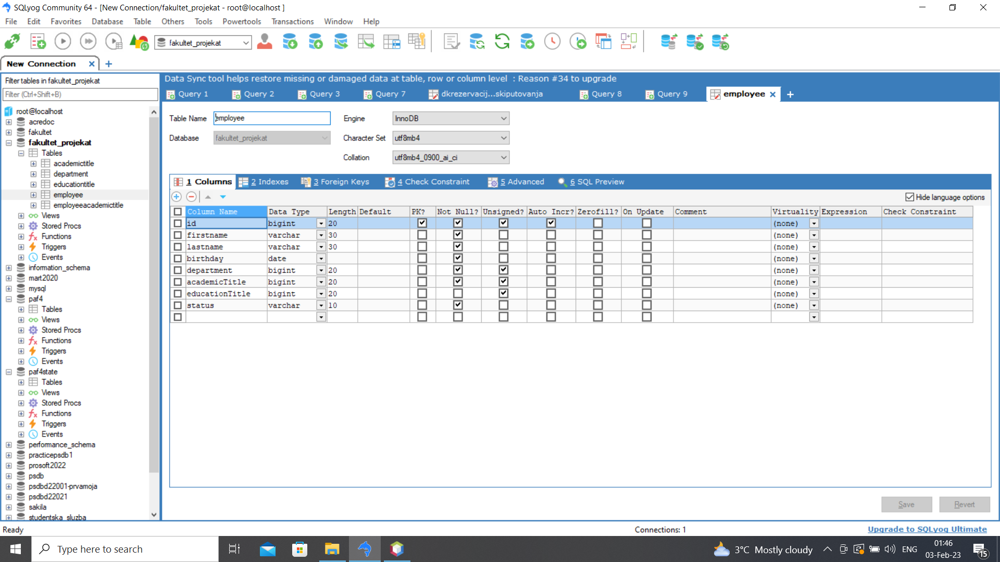 SQLyog Community 64 - [New Connection/fakultet_projekat - root@localhost ]
File Edit Favorites Database Table Others Tools Powertools Transactions Window Help
fakultet_projekat
New Connection
Filter tables in fakultet_projekat
Filter (Ctrl+Shift+B)
root@localhost
acredoc
fakultet
fakultet_projekat
Tables
academictitle
department
educationtitle
employee
employeeacademictitle
Views
Stored Procs
Functions
Triggers
Events
information_schema
mart2020
mysql
paf4
Tables
Views
Stored Procs
Functions
Triggers
Events
paf4state
Tables
Views
Stored Procs
Functions
Triggers
Events
performance_schema
practicepsdb1
prosoft2022
psdb
psdbd22001-prvamoja
psdbd22021
sakila
studentska_sluzba
Data Sync tool helps restore missing or damaged data at table, row or column level : Reason #34 to upgrade
Query 1 Query 2 Query 3 Query 7 dkrezervacij...skiputovanja Query 8 Query 9 employee
Table Name employee Engine InnoDB
Database fakultet_projekat Character Set utf8mb4
Collation utf8mb4_0900_ai_ci
1 Columns 2 Indexes 3 Foreign Keys 4 Check Constraint 5 Advanced 6 SQL Preview
Hide language options
Column Name Data Type Length Default PK? Not Null? Unsigned? Auto Incr? Zerofill? On Update Comment Virtuality Expression Check Constraint
id bigint 20 (none)
firstname varchar 30 (none)
lastname varchar 30 (none)
birthday date (none)
department bigint 20 (none)
academicTitle bigint 20 (none)
educationTitle bigint 20 (none)
status varchar 10 (none)
Save Revert
Ready Connections: 1 Upgrade to SQLyog Ultimate
Type here to search 3°C Mostly cloudy ENG 01:46
03-Feb-23 15